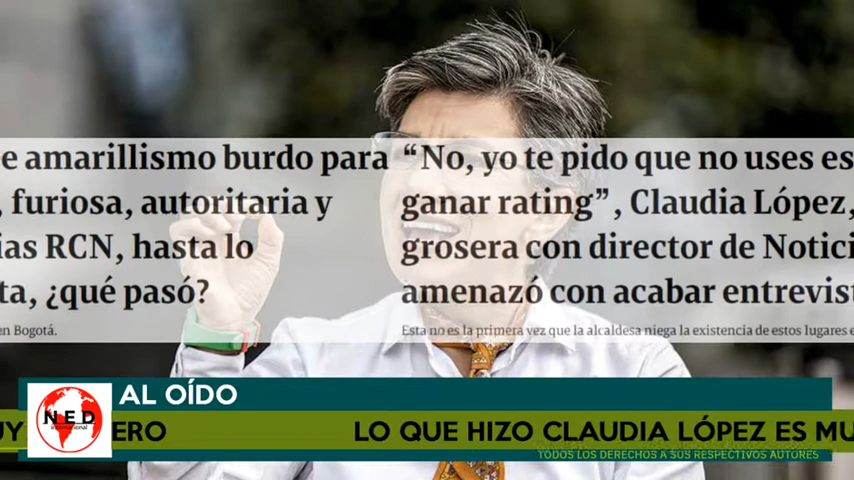 e amarillismo burdo para
, furiosa, autoritaria y
ias RCN, hasta lo
ta, ¿qué pasó?
en Bogotá.
“No, yo te pido que no uses es
ganar rating”, Claudia López,
grosera con director de Notici
amenazó con acabar entrevist
Esta no es la primera vez que la alcaldesa niega la existencia de estos lugares e
AL OÍDO
NED
internacional
UY
ERO
LO QUE HIZO CLAUDIA LÓPEZ ES MU
TODOS LOS DERECHOS A SUS RESPECTIVOS AUTORES